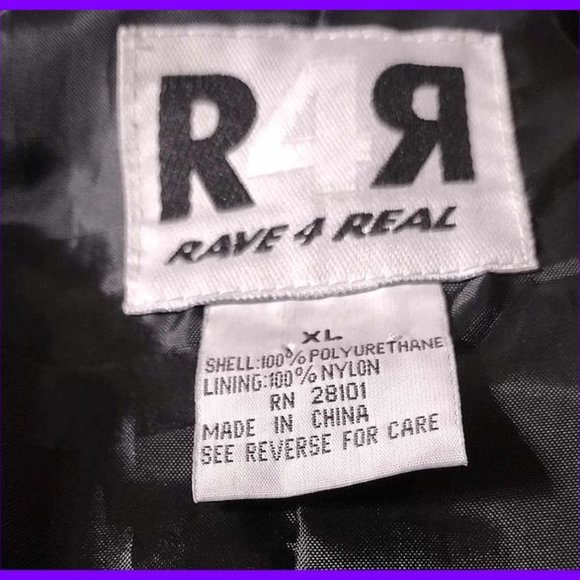 R4Я
RAVE 4 REAL
XL
SHELL:100% POLYURETHANE
LINING:100% NYLON
RN 28101
MADE IN CHINA
SEE REVERSE FOR CARE